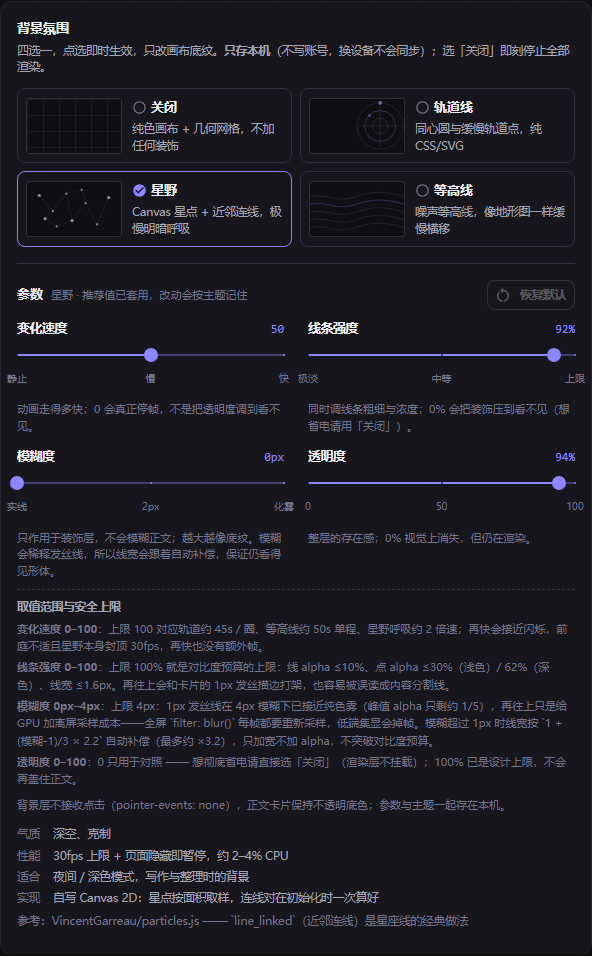 背景氛围
四选一，点选即时生效，只改画布底纹。只存本机（不写账号，换设备不会同步）；选「关闭」即刻停止全部
渲染。
关闭
纯色画布 + 几何网格，不加
任何装饰
轨道线
同心圆与缓慢轨道点，纯
CSS/SVG
星野
Canvas 星点 + 近邻连线，极
慢明暗呼吸
等高线
噪声等高线，像地形图一样缓
慢横移
参数 星野 · 推荐值已套用，改动会按主题记住
恢复默认
变化速度 50
静止 慢 快
动画走得多快；0 会真正停帧，不是把透明度调到看不
见。
线条强度 92%
极淡 中等 上限
同时调线条粗细与浓度；0% 会把装饰压到看不见（想
省电请用「关闭」）。
模糊度 0px
实线 2px 化雾
只作用于装饰层，不会模糊正文；越大越像底纹。模糊
会稀释发丝线，所以线宽会跟着自动补偿，保证仍看得
见形体。
透明度 94%
0 50 100
整层的存在感；0% 视觉上消失，但仍在渲染。
取值范围与安全上限
变化速度 0–100：上限 100 对应轨道约 45s / 圈、等高线约 50s 单程、星野呼吸约 2 倍速；再快会接近闪烁，前
庭不适且星野本身封顶 30fps，再快也没有额外帧。
线条强度 0–100：上限 100% 就是对比度预算的上限：线 alpha ≤10%、点 alpha ≤30%（浅色）/ 62%（深
色）、线宽 ≤1.6px。再往上会和卡片的 1px 发丝描边打架，也容易被误读成内容分割线。
模糊度 0px–4px：上限 4px：1px 发丝线在 4px 模糊下已接近纯色雾（峰值 alpha 只剩约 1/5），再往上只是给
GPU 加离屏采样成本——全屏 `filter: blur()` 每帧都要重新采样，低端集显会掉帧。模糊超过 1px 时线宽按 `1 +
(模糊-1)/3 × 2.2` 自动补偿（最多约 ×3.2），只加宽不加 alpha，不突破对比度预算。
透明度 0–100：0 只用于对照 —— 想彻底省电请直接选「关闭」（渲染层不挂载）；100% 已是设计上限，不会
再盖住正文。
背景层不接收点击（pointer-events: none），正文卡片保持不透明底色；参数与主题一起存在本机。
气质 深空、克制
性能 30fps 上限 + 页面隐藏即暂停，约 2–4% CPU
适合 夜间 / 深色模式，写作与整理时的背景
实现 自写 Canvas 2D：星点按面积取样，连线对在初始化时一次算好
参考：VincentGarreau/particles.js —— `line_linked`（近邻连线）是星座线的经典做法